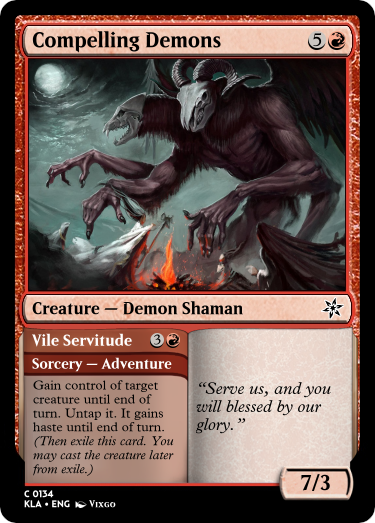 Compelling Demons 5
Creature — Demon Shaman
Vile Servitude 3
Sorcery — Adventure
Gain control of target
creature until end of
turn. Untap it. It gains
haste until end of turn.
(Then exile this card. You
may cast the creature later
from exile.)
“Serve us, and you
will blessed by our
glory.”
7/3
C 0134
KLA • ENG Vixgo